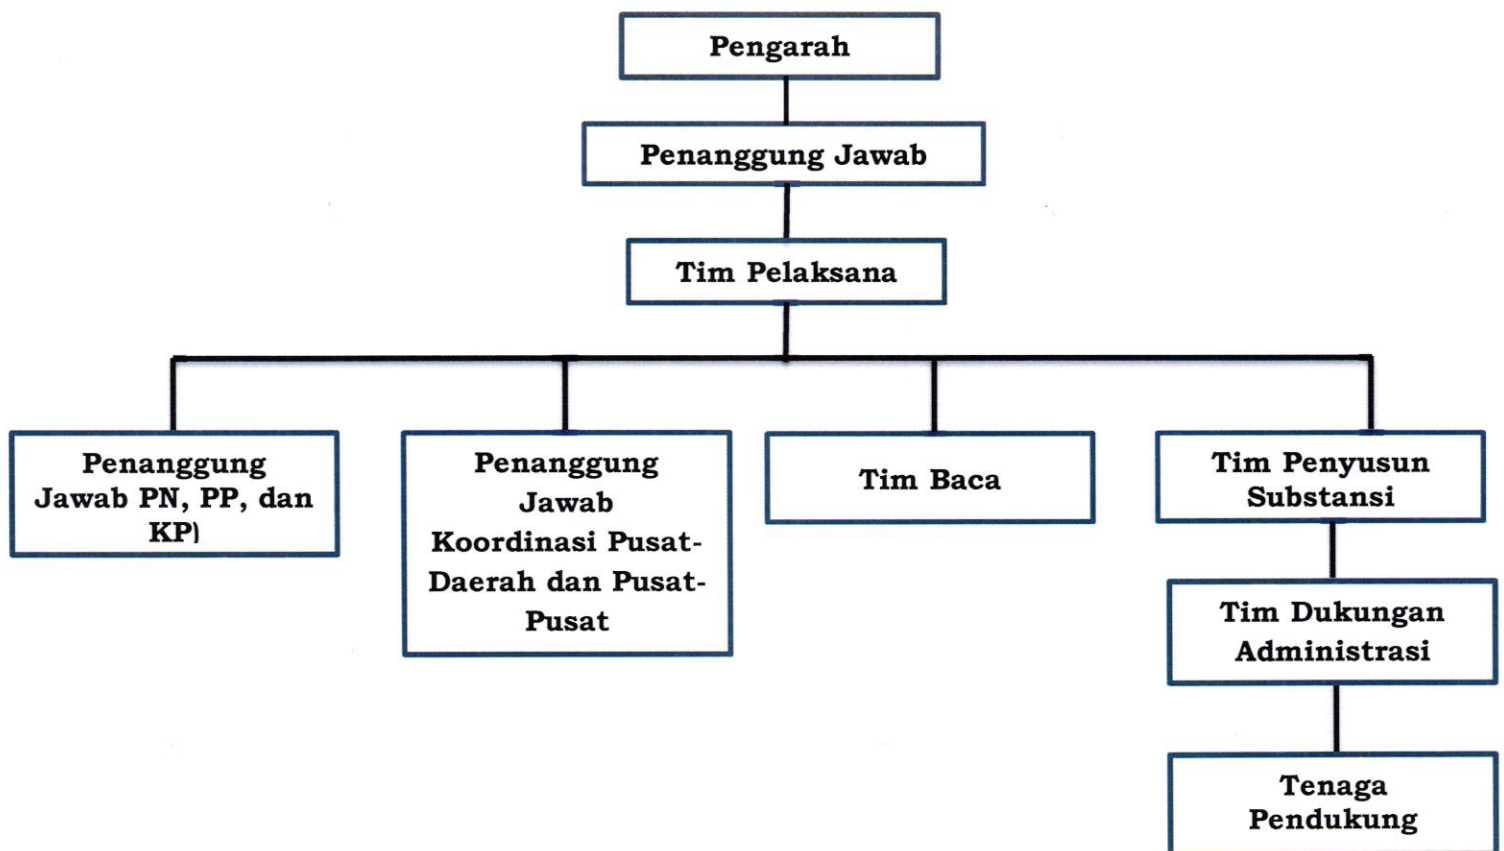 Pengarah
Penanggung Jawab
Tim Pelaksana
Penanggung
Jawab PN, PP, dan
KP)
Penanggung
Jawab
Koordinasi Pusat-
Daerah dan Pusat-
Pusat
Tim Baca
Tim Penyusun
Substansi
Tim Dukungan
Administrasi
Tenaga
Pendukung